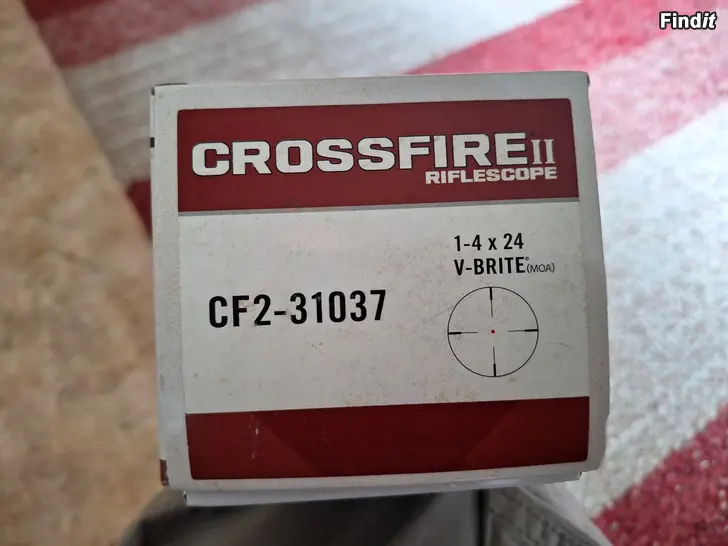 Findit
CROSSFIRE II
RIFLESCOPE
1-4 x 24
V-BRITE® (MOA)
CF2-31037